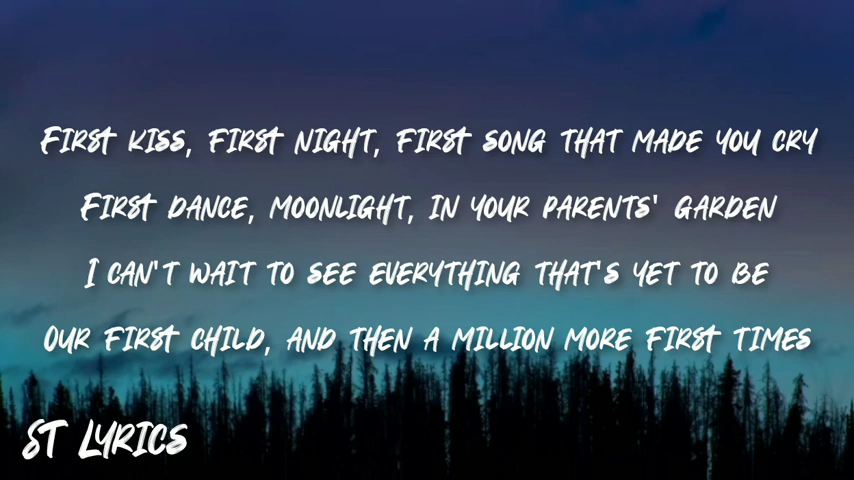 First kiss, first night, first song that made you cry
First dance, moonlight, in your parents' garden
I can't wait to see everything that's yet to be
Our first child, and then a million more first times
ST Lyrics